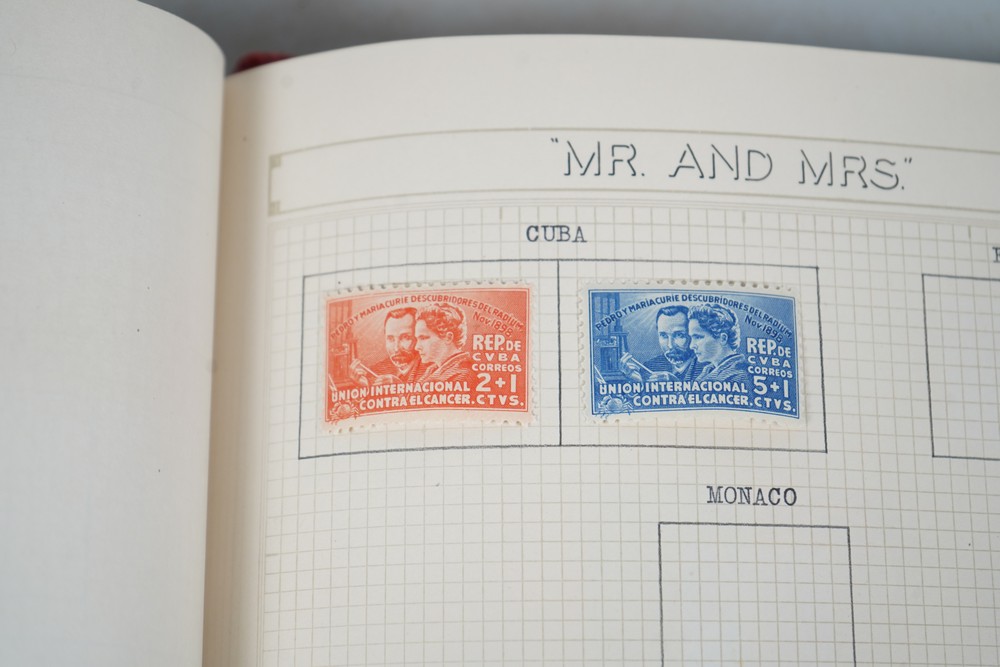 "MR. AND MRS."
CUBA
PEDRO Y MARIA CURIE DESCUBRIDORES DEL RADIUM
Nov 1898
REP. DE
CVBA
CORREOS
UNION INTERNACIONAL 2+1
CONTRA EL CANCER. CTVS.
PEDRO Y MARIA CURIE DESCUBRIDORES DEL RADIUM
Nov 1898
REP. DE
CVBA
CORREOS
UNION INTERNACIONAL 5+1
CONTRA EL CANCER. CTVS.
MONACO